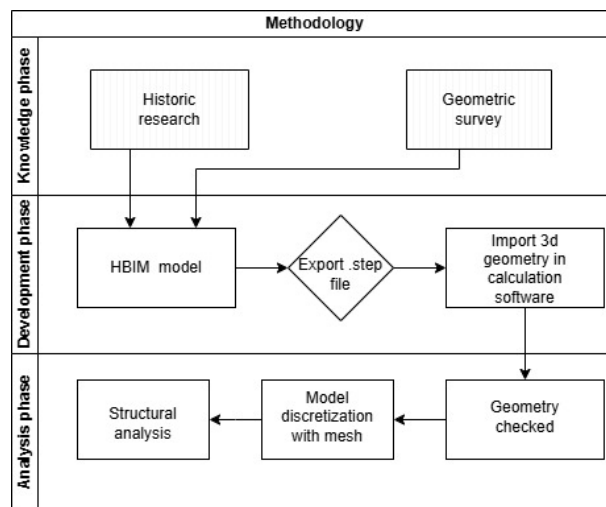 Methodology
Knowledge phase
Historic
research
Geometric
survey
Development phase
HBIM model
Export .step
file
Import 3d
geometry in
calculation
software
Analysis phase
Structural
analysis
Model
discretization
with mesh
Geometry
checked